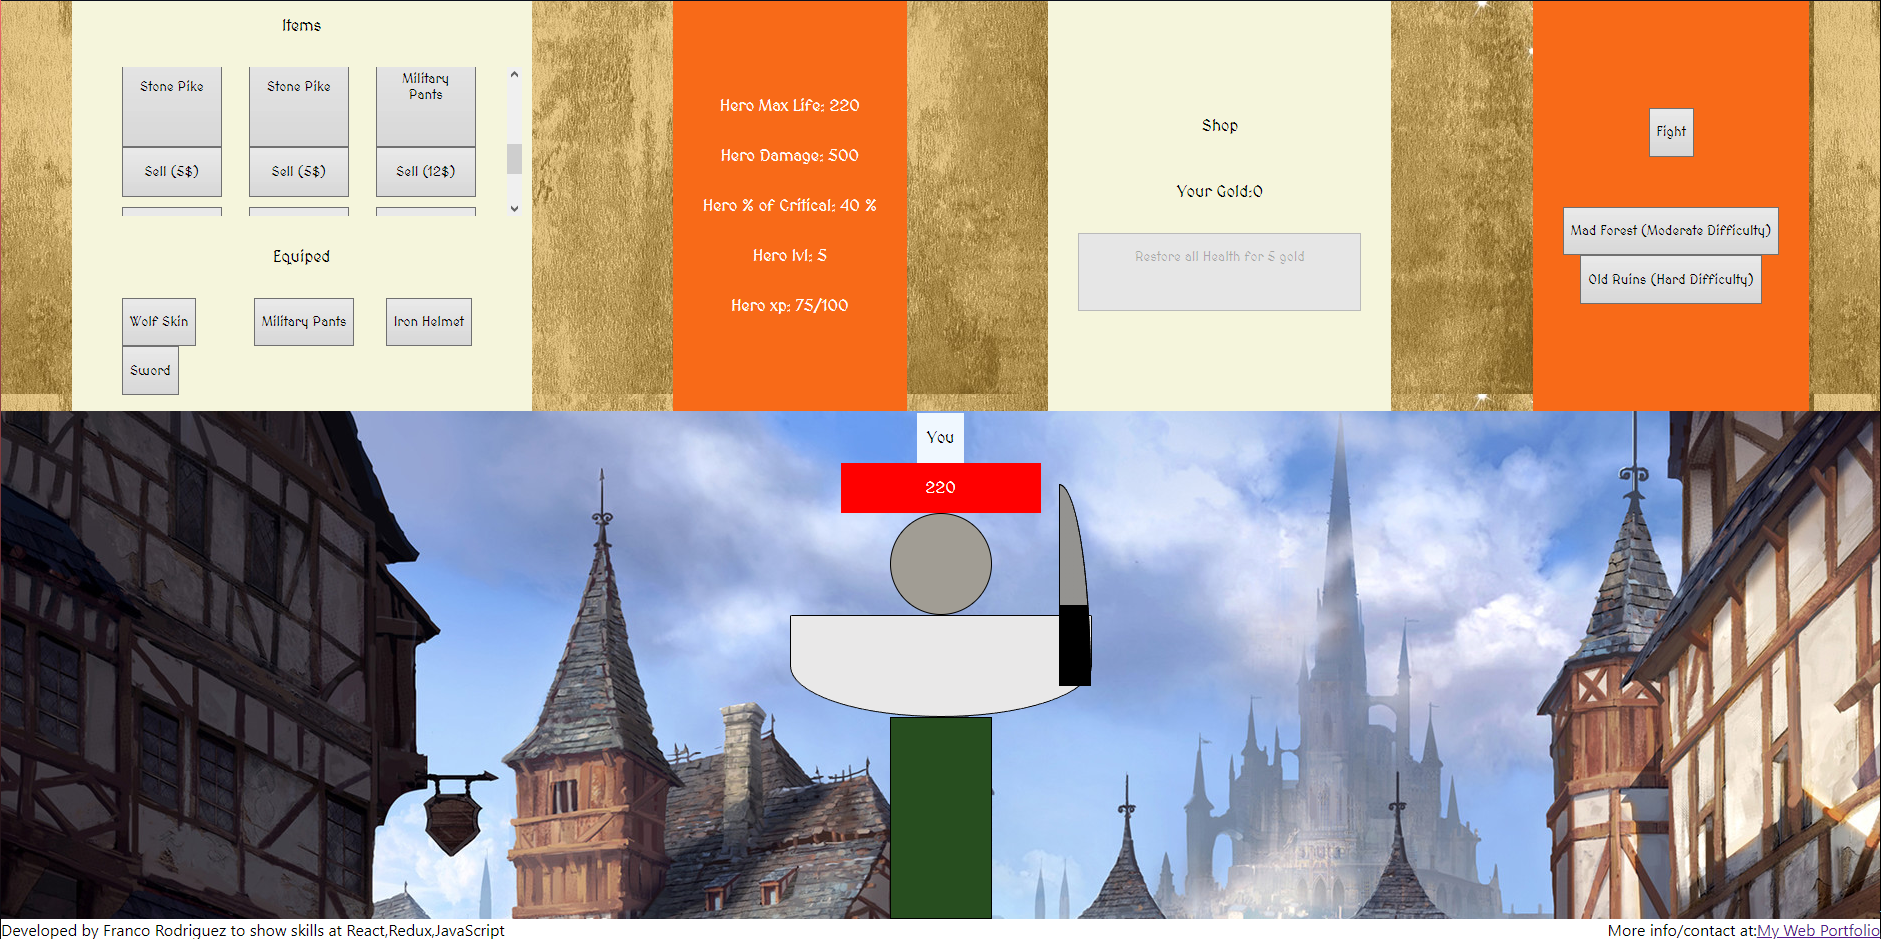 Items
Stone Pike
Stone Pike
Military
Pants
Sell (5$)
Sell (5$)
Sell (12$)
Equiped
Wolf Skin
Military Pants
Iron Helmet
Sword
Hero Max Life: 220
Hero Damage: 500
Hero % of Critical: 40 %
Hero lvl: 5
Hero xp: 75/100
Shop
Your Gold:0
Restore all Health for 5 gold
Fight
Mad Forest (Moderate Difficulty)
Old Ruins (Hard Difficulty)
You
220
Developed by Franco Rodriguez to show skills at React,Redux,JavaScript
More info/contact at:My Web Portfolio